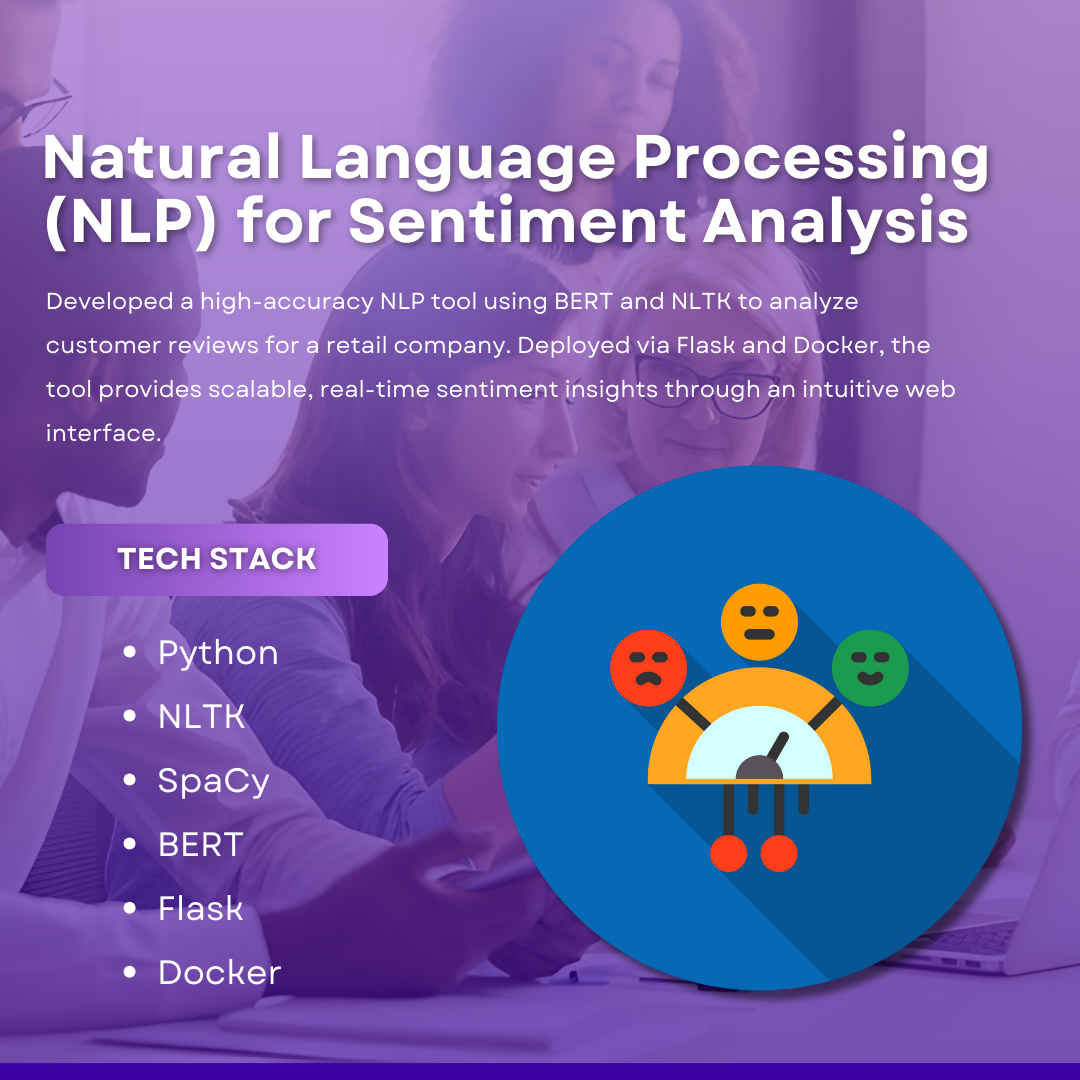 Natural Language Processing
(NLP) for Sentiment Analysis
Developed a high-accuracy NLP tool using BERT and NLTK to analyze
customer reviews for a retail company. Deployed via Flask and Docker, the
tool provides scalable, real-time sentiment insights through an intuitive web
interface.
TECH STACK
• Python
• NLTK
• SpaCy
• BERT
• Flask
• Docker